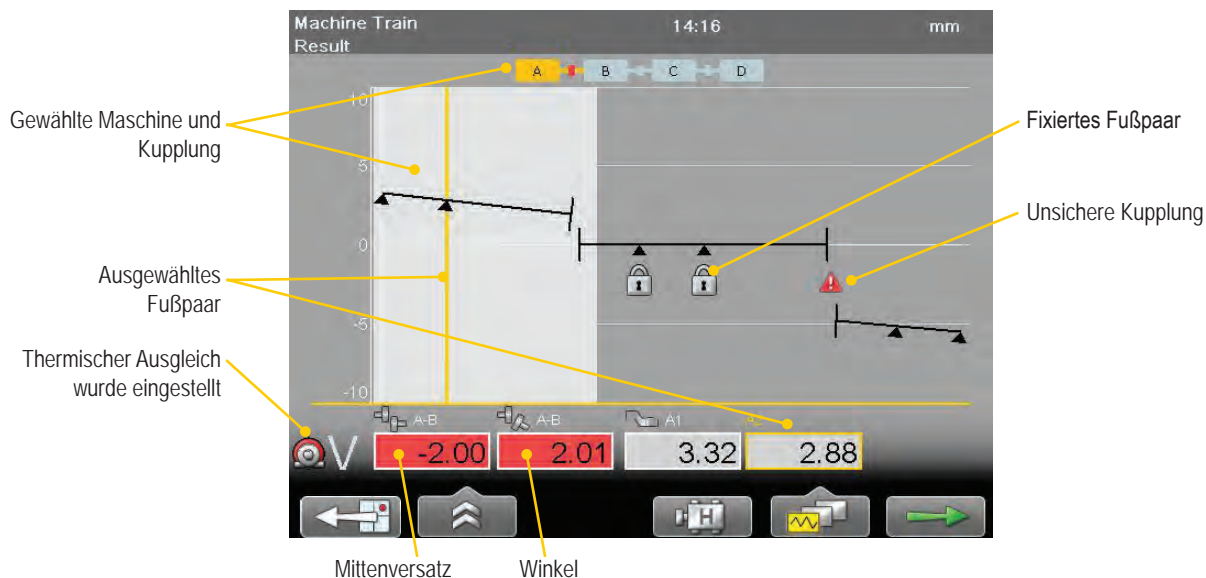 Machine Train
14:16
mm
Result
A
B
C
D
10
5
0
-5
-10
Gewählte Maschine und
Kupplung
Fixiertes Fußpaar
Unsichere Kupplung
Ausgewähltes
Fußpaar
Thermischer Ausgleich
wurde eingestellt
A-B
A-B
A1
V
-2.00
2.01
3.32
2.88
H
Mittenversatz
Winkel